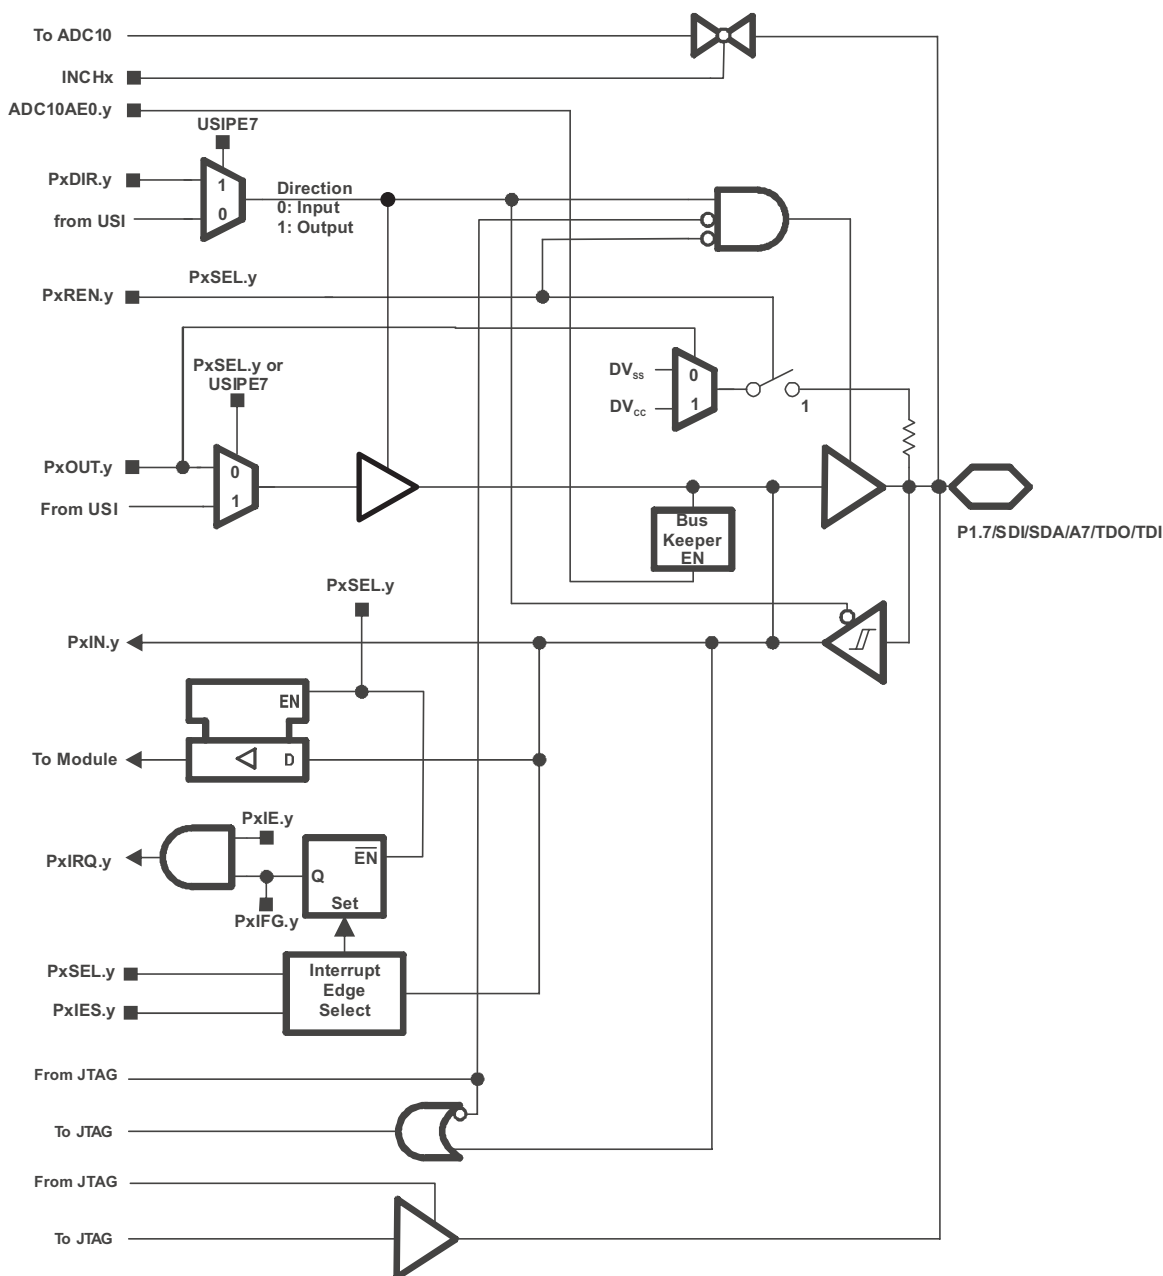 To ADC10
INCHx
ADC10AE0.y
USIPE7
PxDIR.y
1
from USI
0
Direction
0: Input
1: Output
PxSEL.y
PxREN.y
PxSEL.y or
USIPE7
DVss
0
DVcc
1
1
PxOUT.y
0
From USI
1
Bus
Keeper
EN
P1.7/SDI/SDA/A7/TDO/TDI
PxSEL.y
PxIN.y
EN
To Module
D
PxIE.y
PxIRQ.y
EN
Q
Set
PxIFG.y
PxSEL.y
PxIES.y
Interrupt
Edge
Select
From JTAG
To JTAG
From JTAG
To JTAG